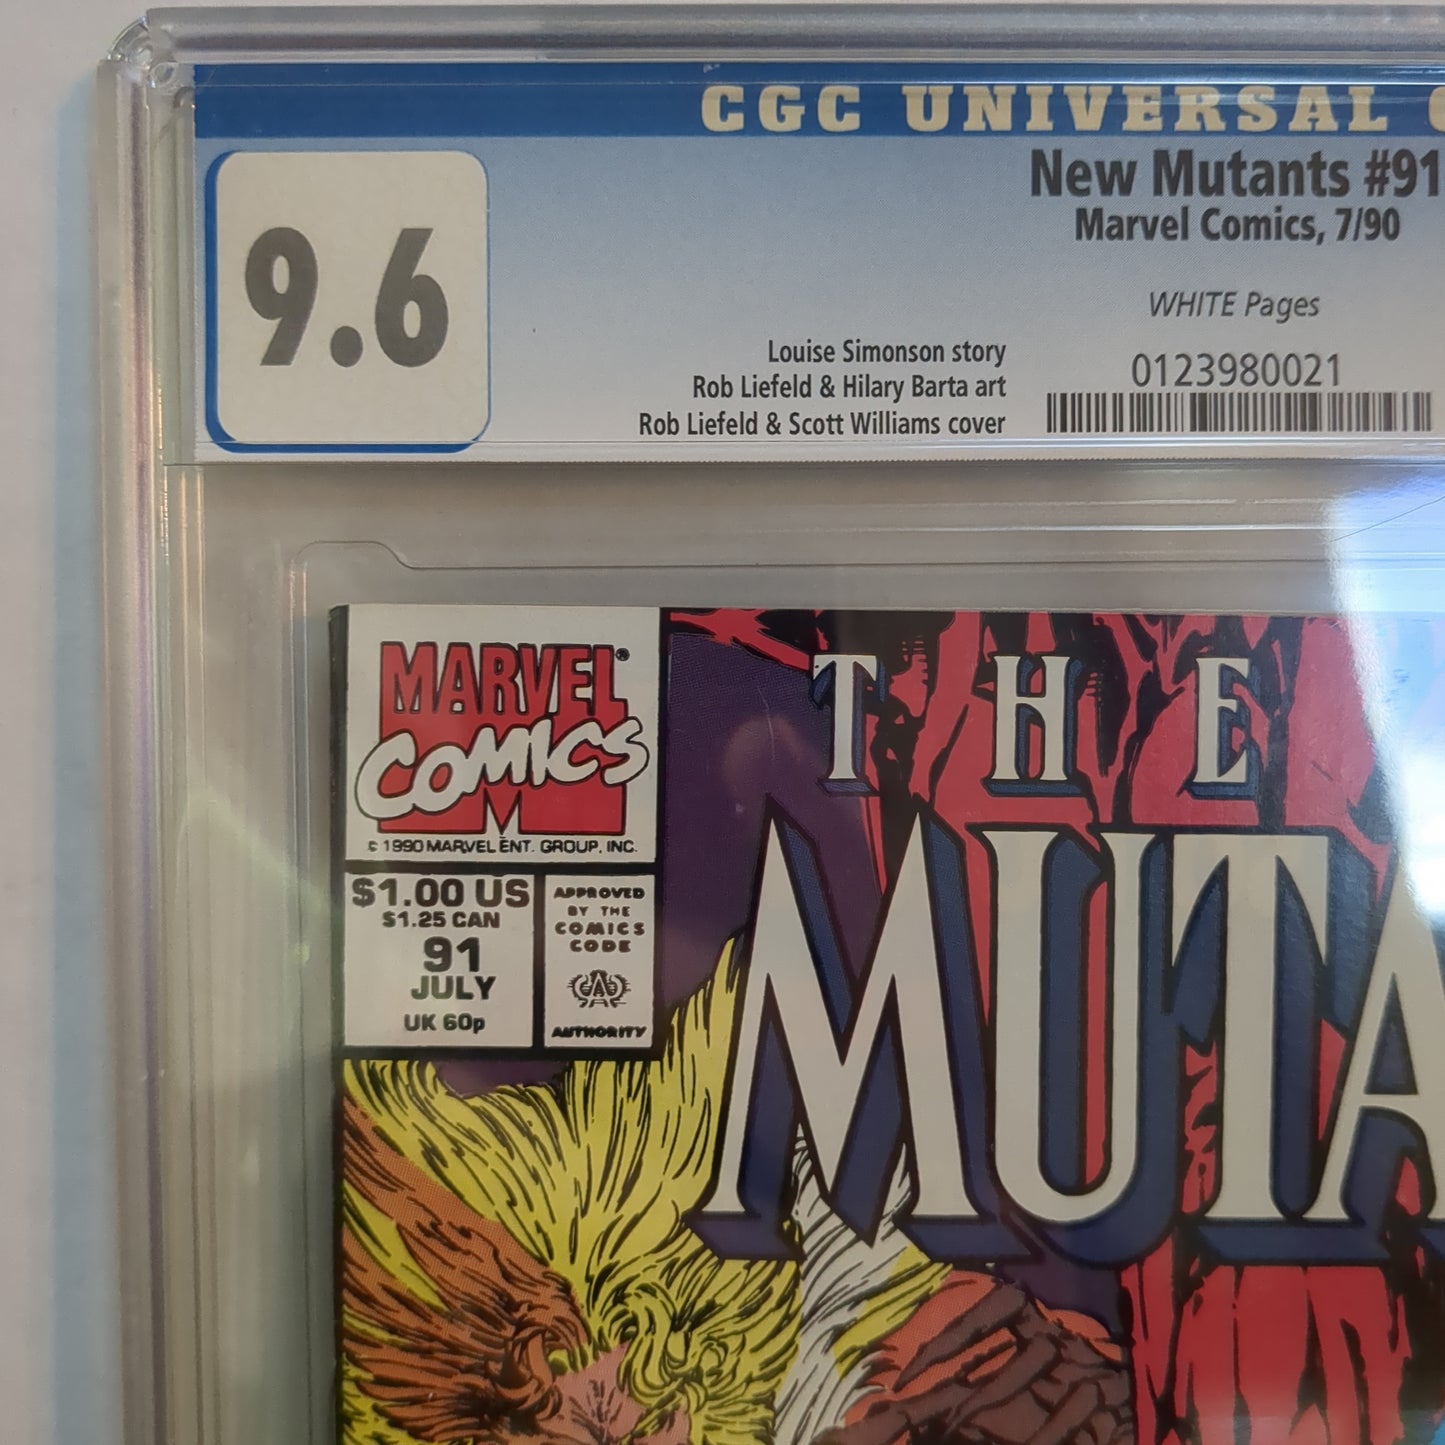 CGC UNIVERSAL
9.6
New Mutants #91
Marvel Comics, 7/90
WHITE Pages
Louise Simonson story
Rob Liefeld & Hilary Barta art
Rob Liefeld & Scott Williams cover
0123980021
MARVEL®
COMICS
© 1990 MARVEL ENT. GROUP, INC.
$1.00 US
$1.25 CAN
91
JULY
UK 60p
APPROVED
BY THE
COMICS
CODE
AUTHORITY
THE
MUTA